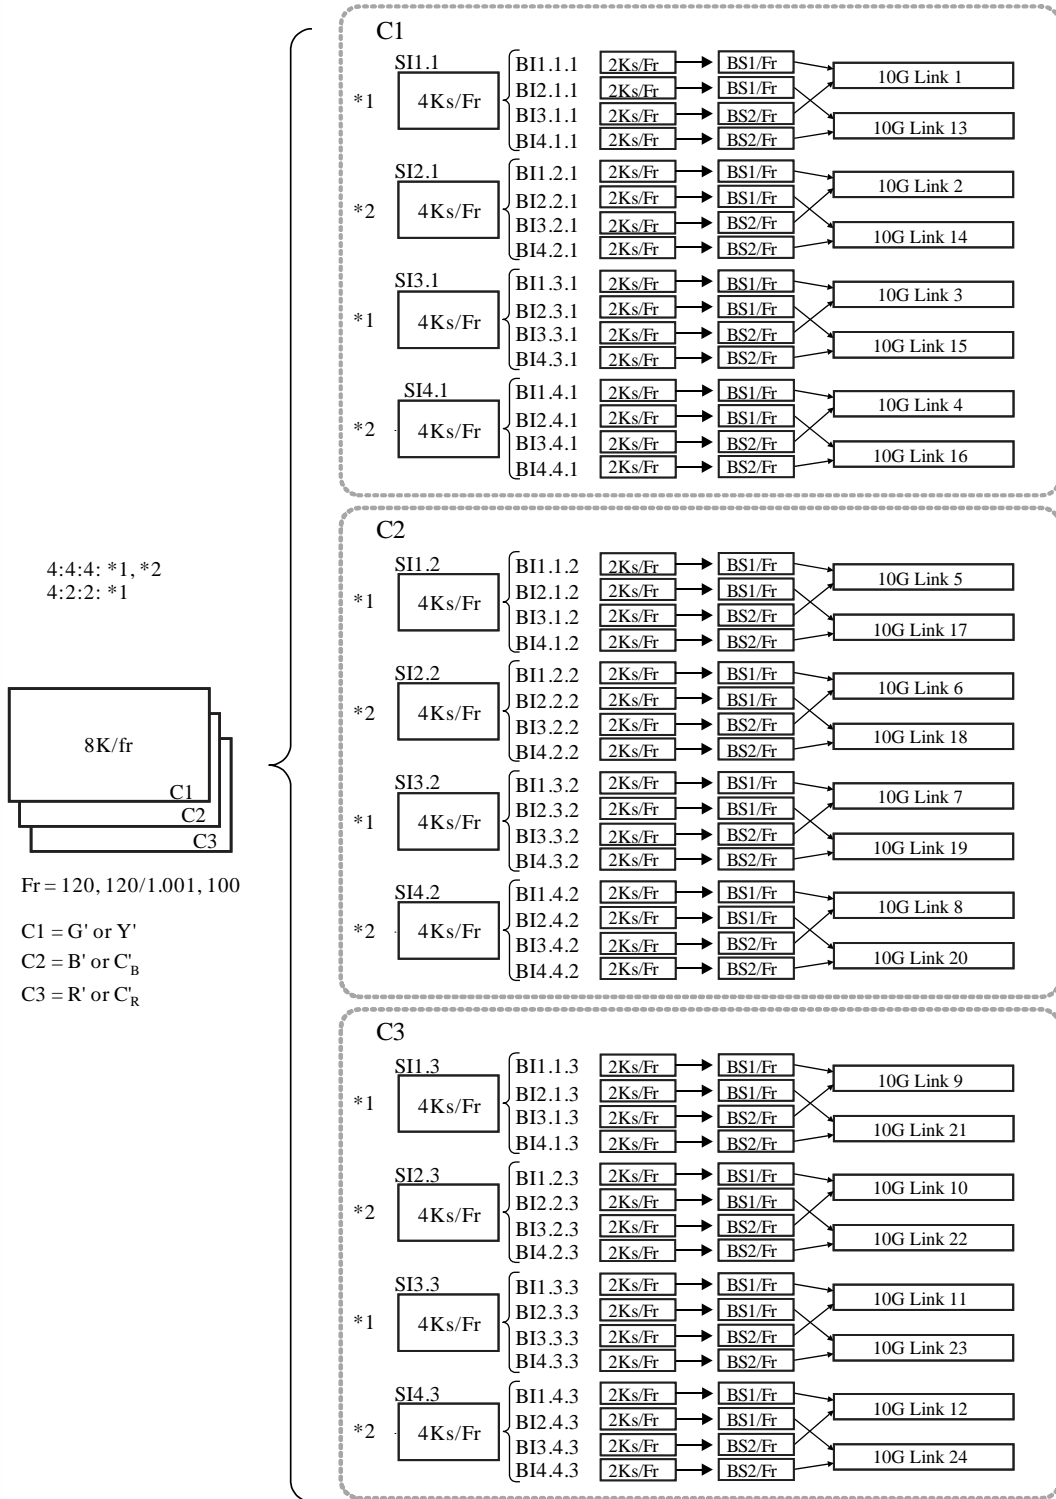 4:4:4: *1, *2
4:2:2: *1
8K/fr
C1
C2
C3
Fr = 120, 120/1.001, 100
C1 = G' or Y'
C2 = B' or C'B
C3 = R' or C'R
C1
SI1.1
*1
4Ks/Fr
BI1.1.1 2Ks/Fr BS1/Fr
BI2.1.1 2Ks/Fr BS1/Fr
BI3.1.1 2Ks/Fr BS2/Fr
BI4.1.1 2Ks/Fr BS2/Fr
10G Link 1
10G Link 13
SI2.1
*2
4Ks/Fr
BI1.2.1 2Ks/Fr BS1/Fr
BI2.2.1 2Ks/Fr BS1/Fr
BI3.2.1 2Ks/Fr BS2/Fr
BI4.2.1 2Ks/Fr BS2/Fr
10G Link 2
10G Link 14
SI3.1
*1
4Ks/Fr
BI1.3.1 2Ks/Fr BS1/Fr
BI2.3.1 2Ks/Fr BS1/Fr
BI3.3.1 2Ks/Fr BS2/Fr
BI4.3.1 2Ks/Fr BS2/Fr
10G Link 3
10G Link 15
SI4.1
*2
4Ks/Fr
BI1.4.1 2Ks/Fr BS1/Fr
BI2.4.1 2Ks/Fr BS1/Fr
BI3.4.1 2Ks/Fr BS2/Fr
BI4.4.1 2Ks/Fr BS2/Fr
10G Link 4
10G Link 16
C2
SI1.2
*1
4Ks/Fr
BI1.1.2 2Ks/Fr BS1/Fr
BI2.1.2 2Ks/Fr BS1/Fr
BI3.1.2 2Ks/Fr BS2/Fr
BI4.1.2 2Ks/Fr BS2/Fr
10G Link 5
10G Link 17
SI2.2
*2
4Ks/Fr
BI1.2.2 2Ks/Fr BS1/Fr
BI2.2.2 2Ks/Fr BS1/Fr
BI3.2.2 2Ks/Fr BS2/Fr
BI4.2.2 2Ks/Fr BS2/Fr
10G Link 6
10G Link 18
SI3.2
*1
4Ks/Fr
BI1.3.2 2Ks/Fr BS1/Fr
BI2.3.2 2Ks/Fr BS1/Fr
BI3.3.2 2Ks/Fr BS2/Fr
BI4.3.2 2Ks/Fr BS2/Fr
10G Link 7
10G Link 19
SI4.2
*2
4Ks/Fr
BI1.4.2 2Ks/Fr BS1/Fr
BI2.4.2 2Ks/Fr BS1/Fr
BI3.4.2 2Ks/Fr BS2/Fr
BI4.4.2 2Ks/Fr BS2/Fr
10G Link 8
10G Link 20
C3
SI1.3
*1
4Ks/Fr
BI1.1.3 2Ks/Fr BS1/Fr
BI2.1.3 2Ks/Fr BS1/Fr
BI3.1.3 2Ks/Fr BS2/Fr
BI4.1.3 2Ks/Fr BS2/Fr
10G Link 9
10G Link 21
SI2.3
*2
4Ks/Fr
BI1.2.3 2Ks/Fr BS1/Fr
BI2.2.3 2Ks/Fr BS1/Fr
BI3.2.3 2Ks/Fr BS2/Fr
BI4.2.3 2Ks/Fr BS2/Fr
10G Link 10
10G Link 22
SI3.3
*1
4Ks/Fr
BI1.3.3 2Ks/Fr BS1/Fr
BI2.3.3 2Ks/Fr BS1/Fr
BI3.3.3 2Ks/Fr BS2/Fr
BI4.3.3 2Ks/Fr BS2/Fr
10G Link 11
10G Link 23
SI4.3
*2
4Ks/Fr
BI1.4.3 2Ks/Fr BS1/Fr
BI2.4.3 2Ks/Fr BS1/Fr
BI3.4.3 2Ks/Fr BS2/Fr
BI4.4.3 2Ks/Fr BS2/Fr
10G Link 12
10G Link 24